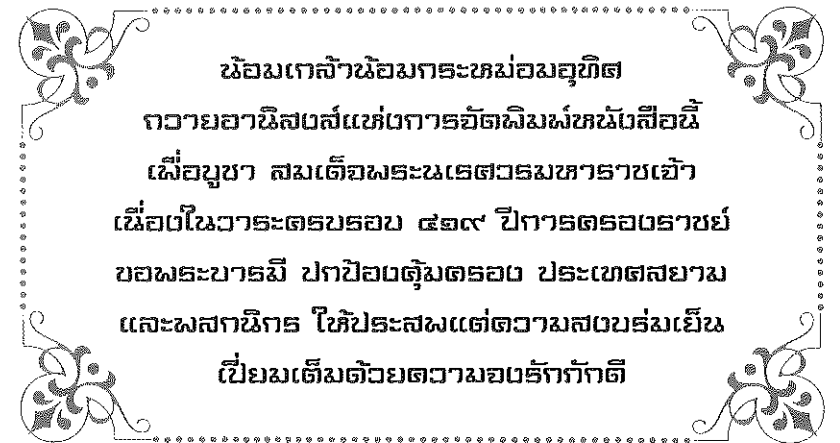 น้อมเกล้าน้อมกระหม่อมอุทิศ
ถวายอานิสงส์แห่งการจัดพิมพ์หนังสือนี้
เพื่อบูชา สมเด็จพระนเรศวรมหาราชเจ้า
เนื่องในวาระครบรอบ ๔๑๙ ปีการครองราชย์
ขอพระบารมี ปกป้องคุ้มครอง ประเทศสยาม
และพสกนิกร ให้ประสพแต่ความสงบร่มเย็น
เปี่ยมเต็มด้วยความจงรักภักดี